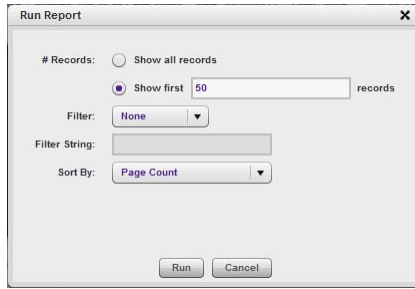 Run Report
# Records: Show all records
Show first 50 records
Filter: None
Filter String:
Sort By: Page Count
Run Cancel